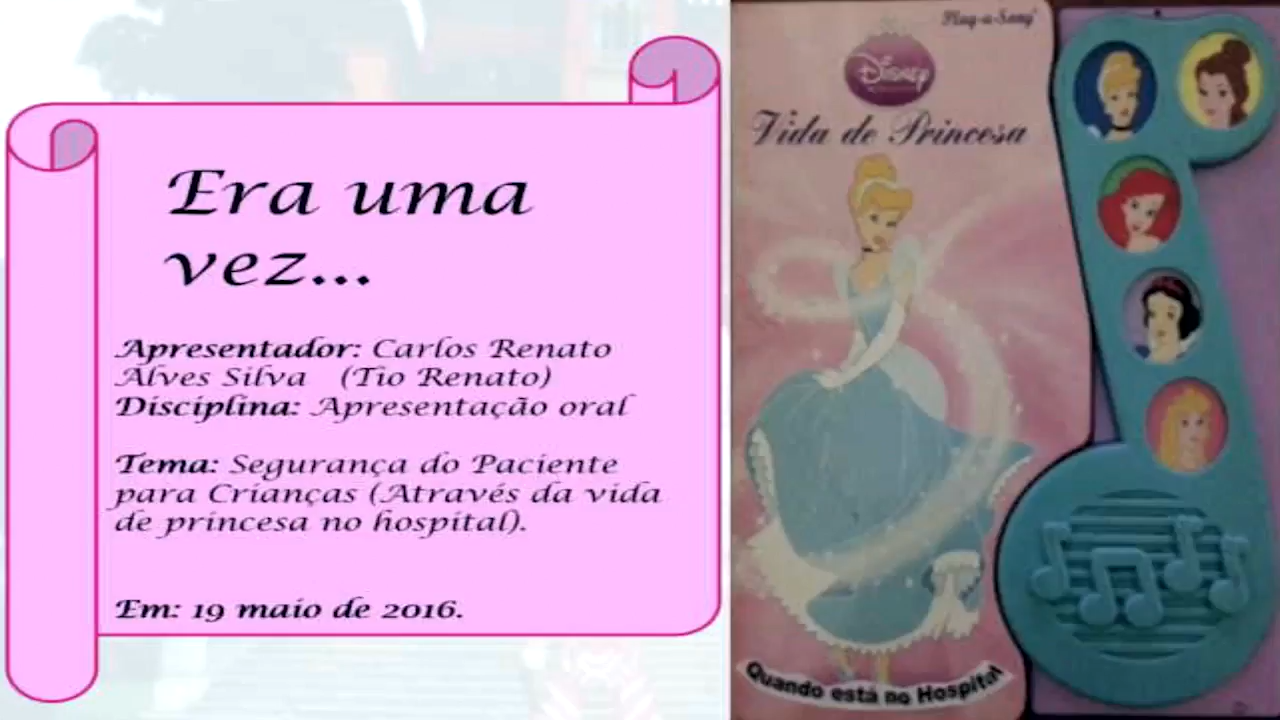 Era uma
vez...
Apresentador: Carlos Renato
Alves Silva (Tio Renato)
Disciplina: Apresentação oral
Tema: Segurança do Paciente
para Crianças (Através da vida
de princesa no hospital).
Em: 19 maio de 2016.
Play-a-Song
Disney
Vida de Princesa
Quando está no Hospital